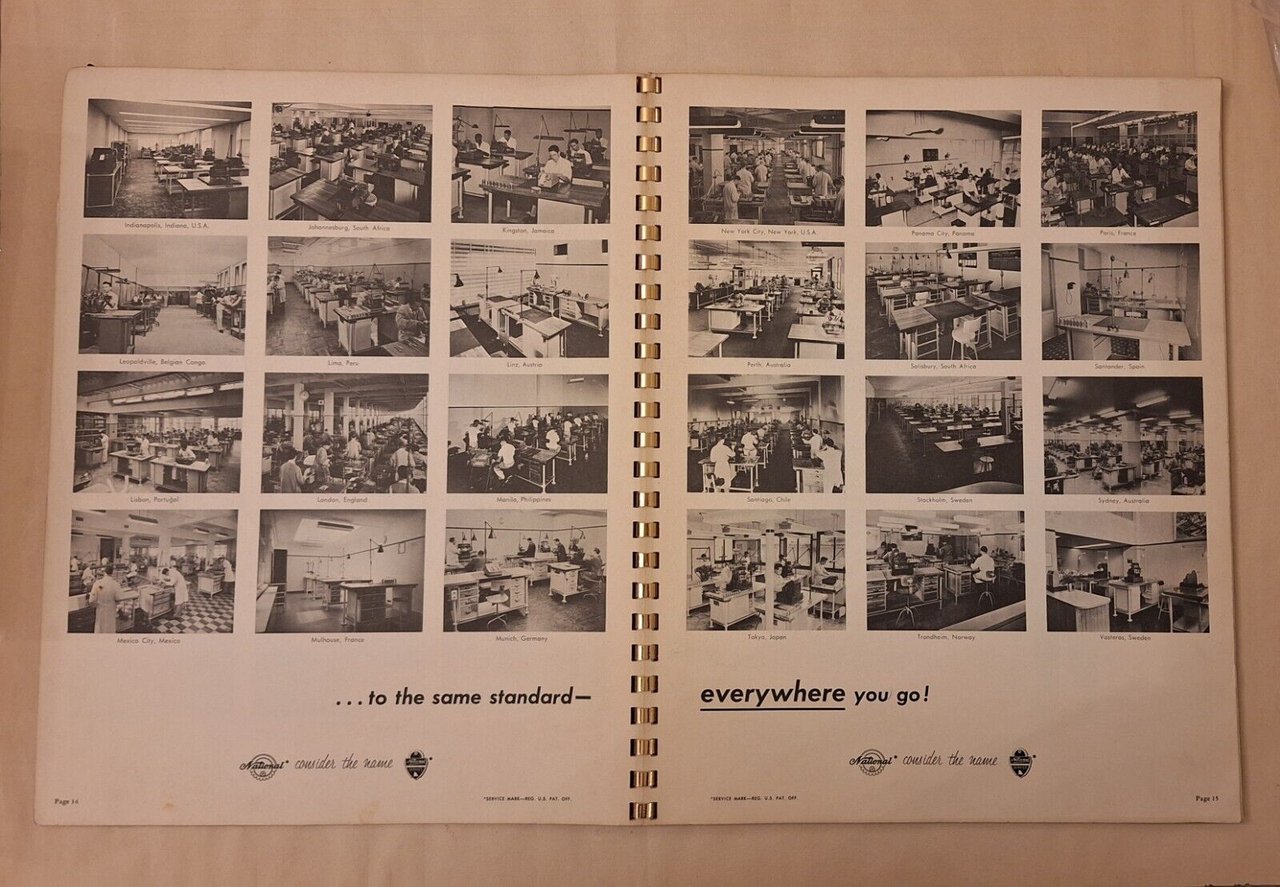 Indianapolis, Indiana, U.S.A.
Johannesburg, South Africa
Kingston, Jamaica
Leopoldville, Belgian Congo
Lima, Peru
Linz, Austria
Lisbon, Portugal
London, England
Manila, Philippines
Mexico City, Mexico
Mulhouse, France
Munich, Germany
...to the same standard—
National* consider the name *
*SERVICE MARK—REG. U.S. PAT. OFF.
Page 14
New York City, New York, U.S.A.
Panama City, Panama
Paris, France
Perth, Australia
Salisbury, South Africa
Santander, Spain
Santiago, Chile
Stockholm, Sweden
Sydney, Australia
Tokyo, Japan
Trondheim, Norway
Vasteras, Sweden
everywhere you go!
National* consider the name *
*SERVICE MARK—REG. U.S. PAT. OFF.
Page 15